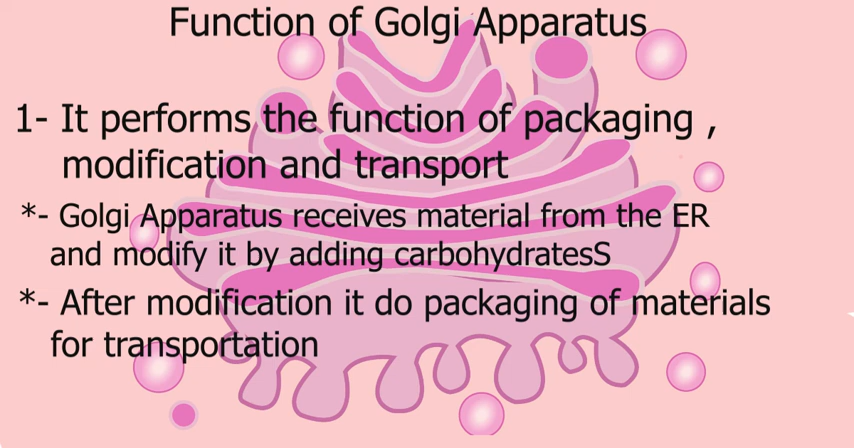 Function of Golgi Apparatus
1- It performs the function of packaging ,
modification and transport
*- Golgi Apparatus receives material from the ER
and modify it by adding carbohydratesS
*- After modification it do packaging of materials
for transportation